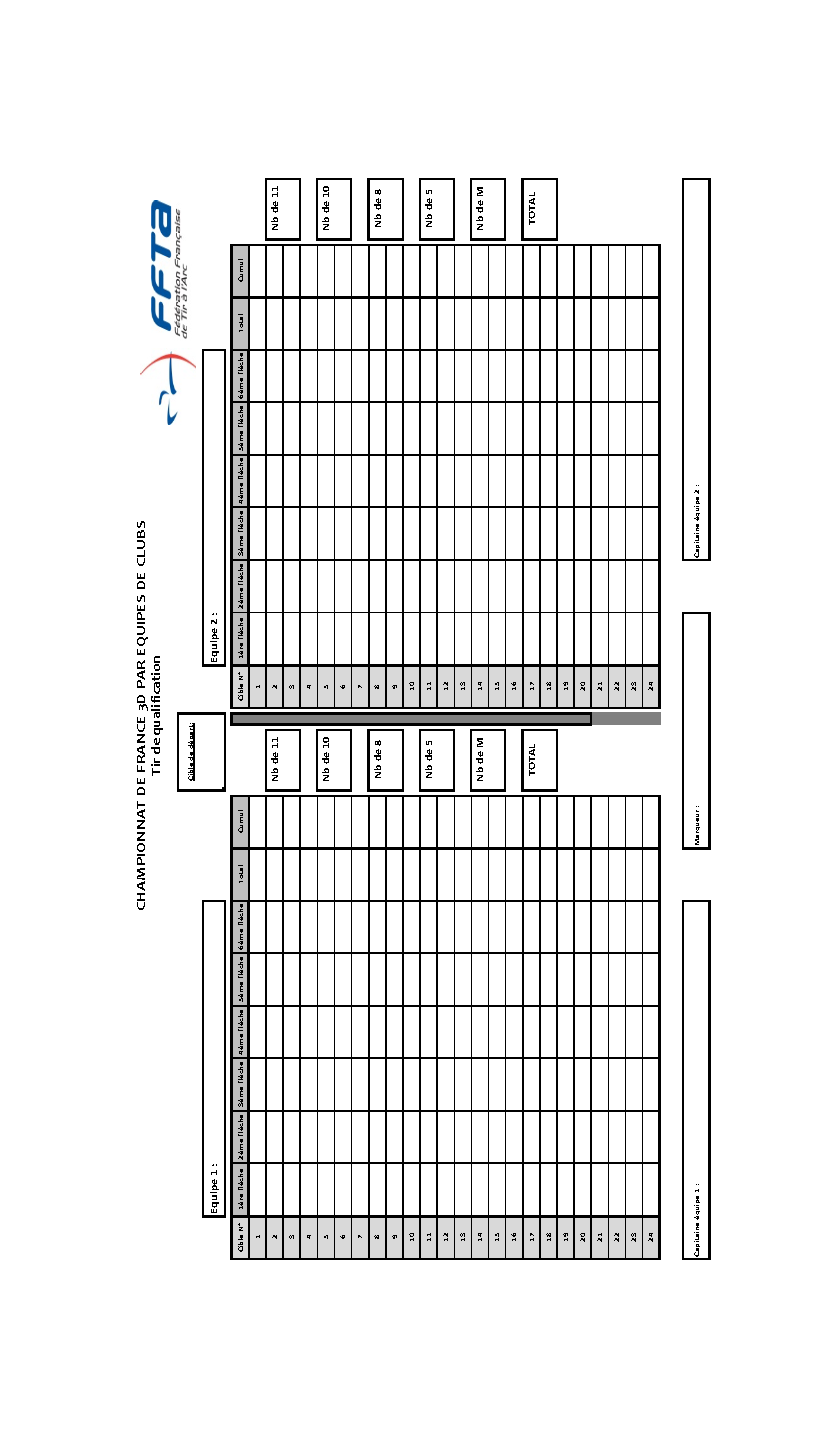 CHAMPIONNAT DE FRANCE 3D PAR EQUIPES DE CLUBS
Tir de qualification
FFTA
Fédération Française
de Tir à l'Arc
Cible de départ:
Equipe 1 :
Equipe 2 :
Cible N° 1ère flèche 2ème flèche 3ème flèche 4ème flèche 5ème flèche 6ème flèche Total Cumul
1
2
3
4
5
6
7
8
9
10
11
12
13
14
15
16
17
18
19
20
21
22
23
24
Nb de 11
Nb de 10
Nb de 8
Nb de 5
Nb de M
TOTAL
Cible N° 1ère flèche 2ème flèche 3ème flèche 4ème flèche 5ème flèche 6ème flèche Total Cumul
1
2
3
4
5
6
7
8
9
10
11
12
13
14
15
16
17
18
19
20
21
22
23
24
Nb de 11
Nb de 10
Nb de 8
Nb de 5
Nb de M
TOTAL
Capitaine équipe 1 :
Marqueur :
Capitaine équipe 2 :